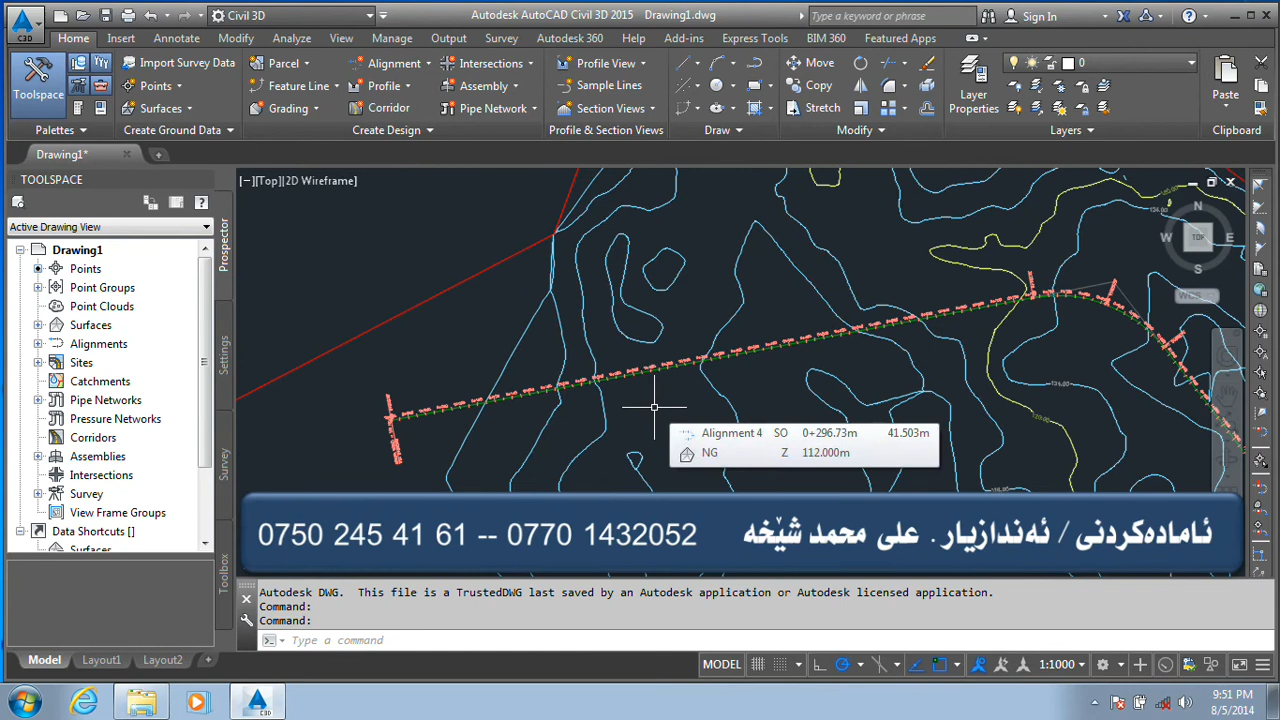 Civil 3D
Autodesk AutoCAD Civil 3D 2015 Drawing1.dwg
Type a keyword or phrase
Sign In
C3D
Home Insert Annotate Modify Analyze View Manage Output Survey Autodesk 360 Help Add-ins Express Tools BIM 360 Featured Apps
Toolspace
Import Survey Data
Points
Surfaces
Parcel
Feature Line
Grading
Alignment
Profile
Corridor
Intersections
Assembly
Pipe Network
Profile View
Sample Lines
Section Views
Move
Copy
Stretch
Layer Properties
0
Paste
Palettes
Create Ground Data
Create Design
Profile & Section Views
Draw
Modify
Layers
Clipboard
Drawing1*
TOOLSPACE
Active Drawing View
Drawing1
Points
Point Groups
Point Clouds
Surfaces
Alignments
Sites
Catchments
Pipe Networks
Pressure Networks
Corridors
Assemblies
Intersections
Survey
View Frame Groups
Data Shortcuts []
Surfaces
Prospector
Settings
Survey
Toolbox
[−][Top][2D Wireframe]
N
W TOP E
S
Alignment 4 SO 0+296.73m 41.503m
NG Z 112.000m
0750 245 41 61 -- 0770 1432052 ئامادەكردنی / ئەندازیار. علی محمد شێخە
Autodesk DWG. This file is a TrustedDWG last saved by an Autodesk application or Autodesk licensed application.
Command:
Command:
Type a command
Model Layout1 Layout2
MODEL
1:1000
9:51 PM
8/5/2014